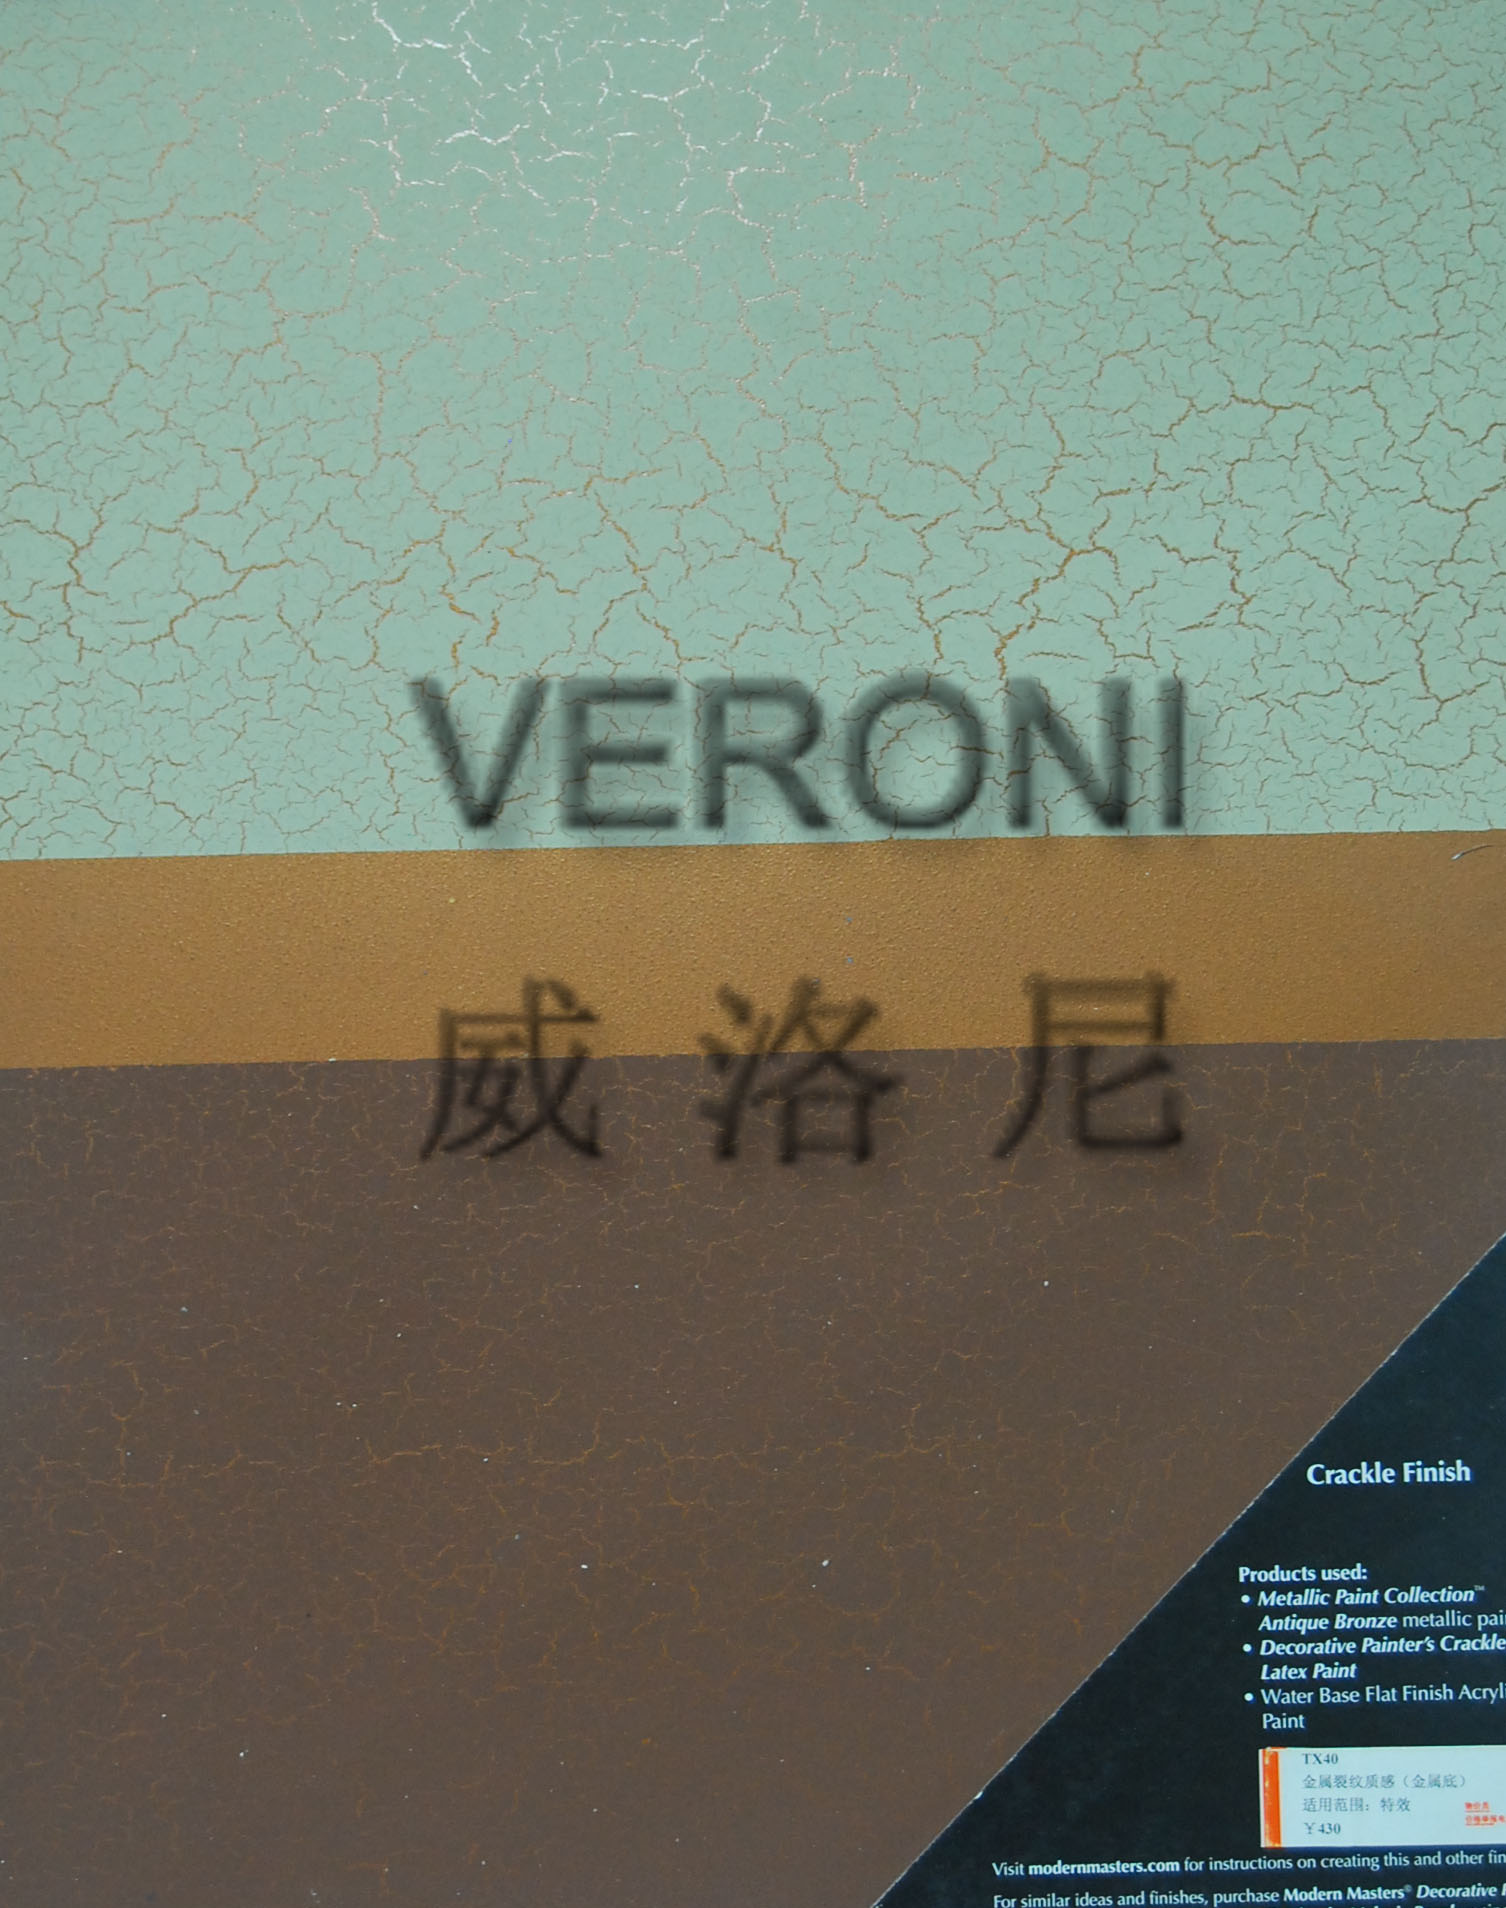 VERONI
威洛尼
Crackle Finish
Products used:
• Metallic Paint Collection™
Antique Bronze metallic
• Decorative Painter's Crackle
Latex Paint
• Water Base Flat Finish
Paint
TX40
金属裂纹质感（金属底）
适用范围：特效
￥430
Visit modernmasters.com for instructions on creating this and other
For similar ideas and finishes, purchase Modern Masters® Decorative